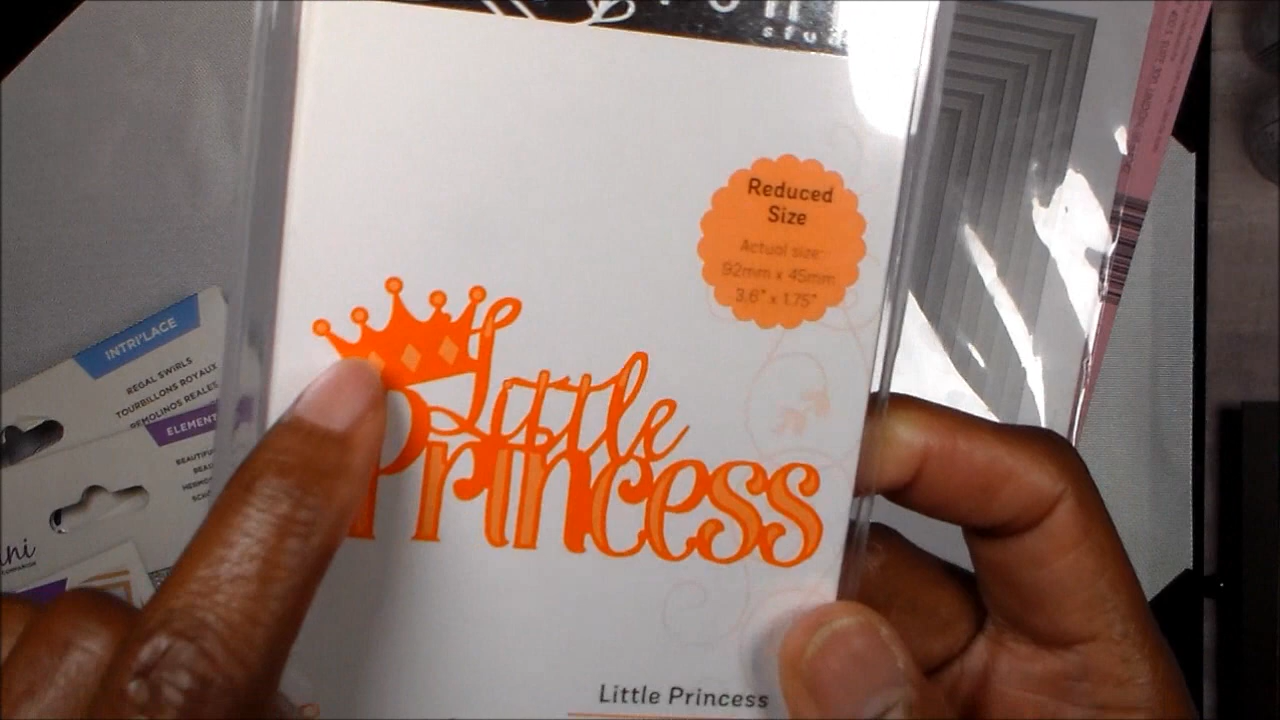 Reduced
Size
Actual size:
92mm x 45mm
3.6" x 1.75"
Little
Princess
Little Princess
INTRI'LACE
REGAL SWIRLS
TOURBILLONS ROYAUX
REMOLINOS REALES
ELEMENT